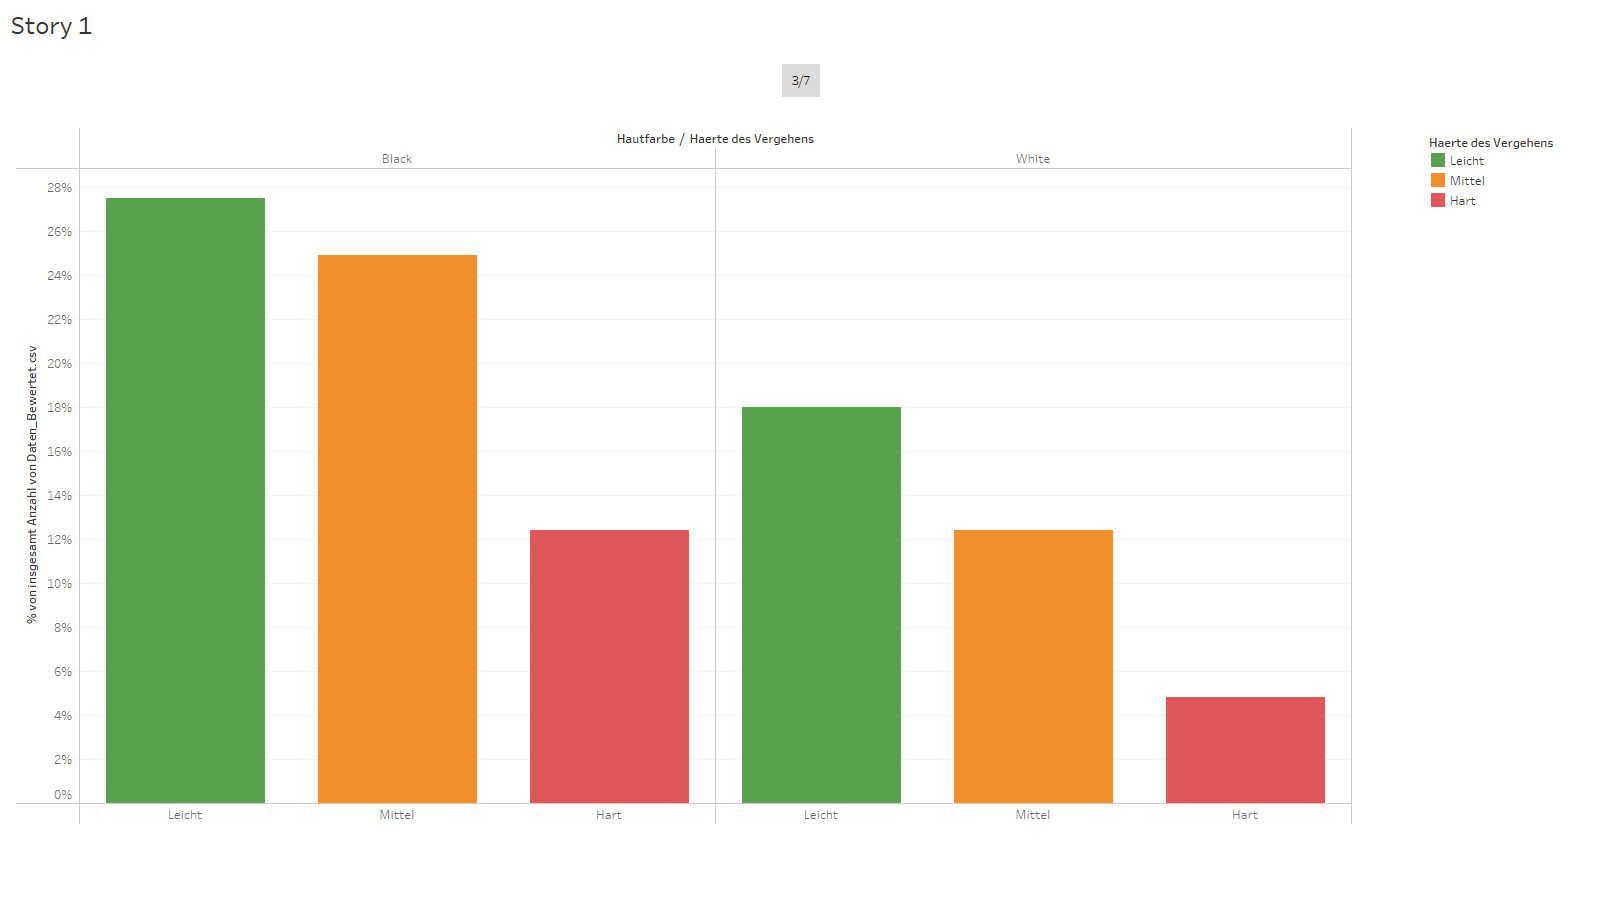 Story 1
3/7
Hautfarbe / Haerte des Vergehens
Black
White
Haerte des Vergehens
Leicht
Mittel
Hart
% von insgesamt Anzahl von Daten_Bewertet.csv
28%
26%
24%
22%
20%
18%
16%
14%
12%
10%
8%
6%
4%
2%
0%
Leicht
Mittel
Hart
Leicht
Mittel
Hart